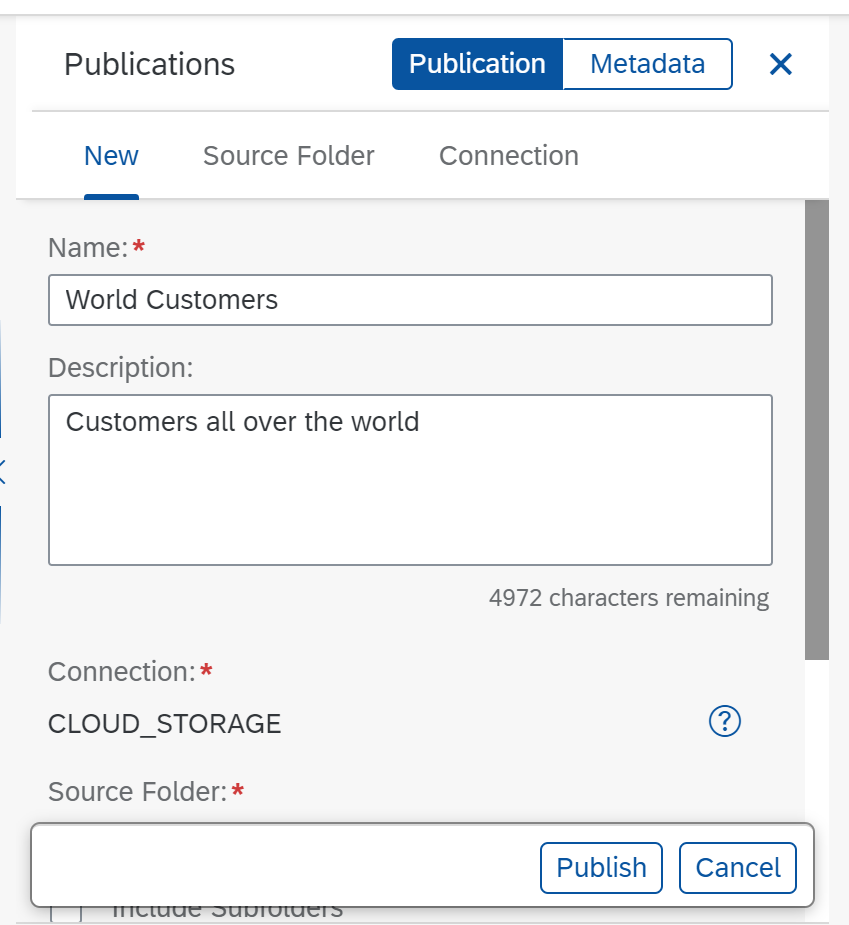 Publications Publication Metadata
New Source Folder Connection
Name:*
World Customers
Description:
Customers all over the world
4972 characters remaining
Connection:*
CLOUD_STORAGE
Source Folder:*
Publish Cancel
Include Subfolders